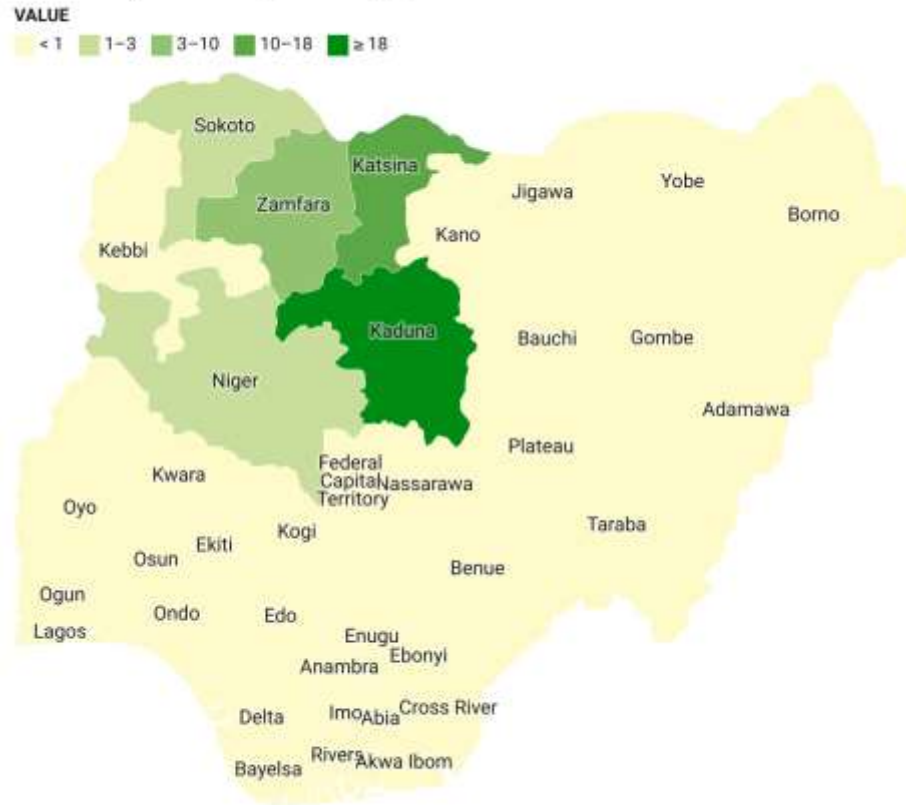 VALUE
< 1 1–3 3–10 10–18 ≥ 18
Sokoto
Katsina
Zamfara
Jigawa
Yobe
Borno
Kano
Kebbi
Kaduna
Bauchi
Gombe
Niger
Adamawa
Plateau
Federal
Capital
Territory
Nassarawa
Kwara
Oyo
Taraba
Kogi
Ekiti
Osun
Benue
Ogun
Ondo
Edo
Lagos
Enugu
Ebonyi
Anambra
Cross River
Delta
Imo
Abia
Rivers
Akwa Ibom
Bayelsa